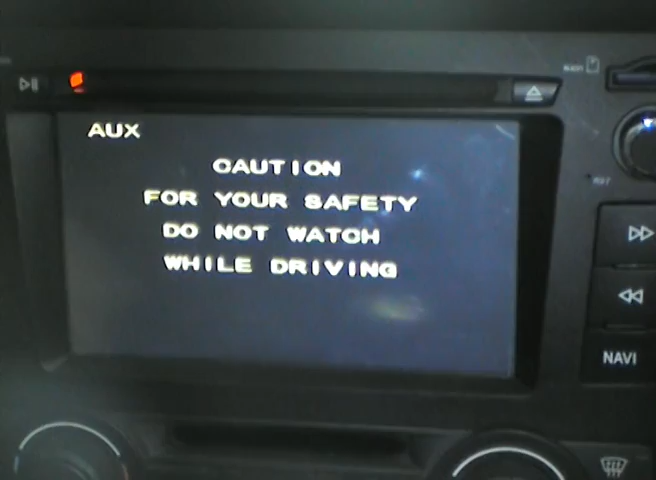 AUX
CAUTION
FOR YOUR SAFETY
DO NOT WATCH
WHILE DRIVING
NAVI